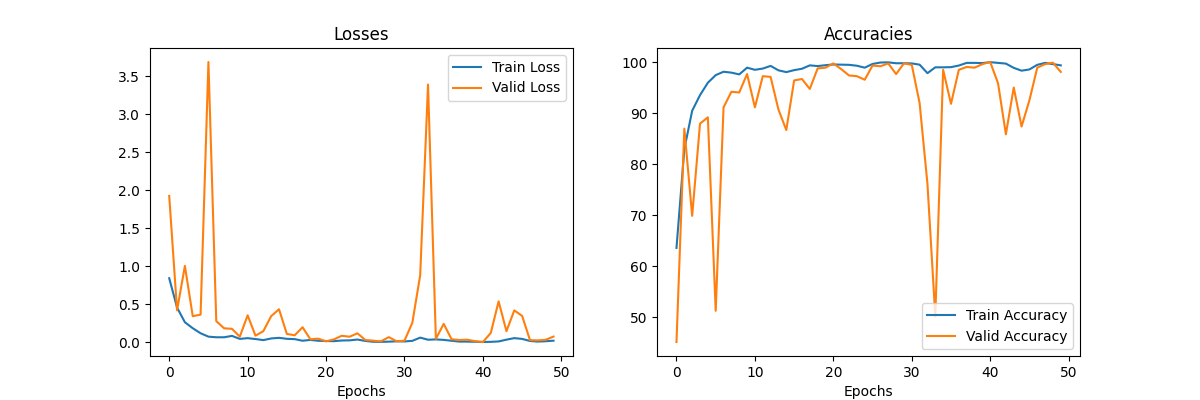 Losses
3.5
3.0
2.5
2.0
1.5
1.0
0.5
0.0
Train Loss
Valid Loss
0 10 20 30 40 50
Epochs
Accuracies
100
90
80
70
60
50
Train Accuracy
Valid Accuracy
0 10 20 30 40 50
Epochs